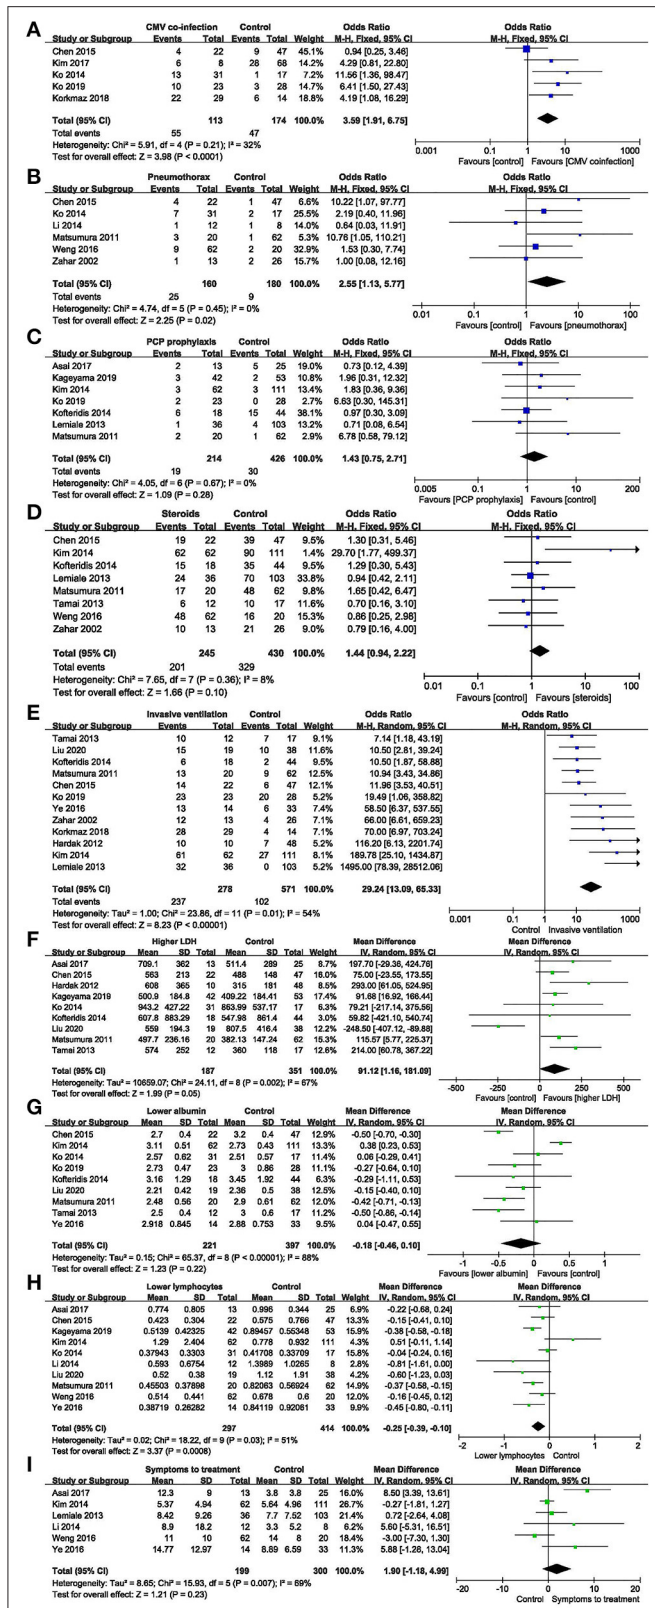 A
CMV co-infection Control Odds Ratio Odds Ratio
Study or Subgroup Events Total Events Total Weight M-H, Fixed, 95% CI M-H, Fixed, 95% CI
Chen 2015 4 22 9 47 45.1% 0.94 [0.25, 3.46]
Kim 2017 6 8 28 68 13.9% 4.29 [0.81, 22.80]
Ko 2014 13 31 1 17 7.2% 11.56 [1.36, 98.47]
Ko 2019 10 23 3 28 14.9% 6.41 [1.50, 27.43]
Korkmaz 2018 22 29 6 14 18.8% 4.19 [1.08, 16.29]
Total (95% CI) 113 174 100.0% 3.59 [1.91, 6.75]
Total events 55 47
Heterogeneity: Chi² = 5.91, df = 4 (P = 0.21); I² = 32%
Test for overall effect: Z = 3.98 (P < 0.0001)
0.001 0.1 1 10 1000
Favours [control] Favours [CMV coinfection]
B
Pneumothorax Control Odds Ratio Odds Ratio
Study or Subgroup Events Total Events Total Weight M-H, Fixed, 95% CI M-H, Fixed, 95% CI
Chen 2015 4 22 1 47 6.6% 10.22 [1.07, 97.77]
Ko 2014 7 31 2 17 25.5% 2.19 [0.40, 11.96]
Li 2014 1 12 1 8 14.0% 0.64 [0.03, 11.91]
Matsumura 2011 3 20 1 62 5.3% 10.76 [1.05, 110.21]
Weng 2016 9 62 2 20 32.9% 1.53 [0.30, 7.74]
Zahar 2002 1 13 2 26 15.7% 1.00 [0.08, 12.16]
Total (95% CI) 160 180 100.0% 2.55 [1.13, 5.77]
Total events 25 9
Heterogeneity: Chi² = 4.74, df = 5 (P = 0.45); I² = 0%
Test for overall effect: Z = 2.25 (P = 0.02)
0.01 0.1 1 10 100
Favours [control] Favours [pneumothorax]
C
PCP prophylaxis Control Odds Ratio Odds Ratio
Study or Subgroup Events Total Events Total Weight M-H, Fixed, 95% CI M-H, Fixed, 95% CI
Asai 2017 2 13 5 25 19.0% 0.73 [0.12, 4.39]
Kageyama 2019 3 42 2 53 10.8% 1.96 [0.31, 12.32]
Kim 2014 3 62 3 111 13.4% 1.83 [0.36, 9.36]
Ko 2019 2 23 0 28 2.7% 6.63 [0.30, 145.31]
Kofteridis 2014 6 18 15 44 38.6% 0.97 [0.30, 3.09]
Lemiale 2013 1 36 4 103 13.2% 0.71 [0.08, 6.54]
Matsumura 2011 2 20 1 62 2.9% 6.78 [0.58, 79.12]
Total (95% CI) 214 426 100.0% 1.43 [0.75, 2.71]
Total events 19 30
Heterogeneity: Chi² = 4.05, df = 6 (P = 0.67); I² = 0%
Test for overall effect: Z = 1.09 (P = 0.28)
0.005 0.1 1 10 200
Favours [PCP prophylaxis] Favours [control]
D
Steroids Control Odds Ratio Odds Ratio
Study or Subgroup Events Total Events Total Weight M-H, Fixed, 95% CI M-H, Fixed, 95% CI
Chen 2015 19 22 39 47 9.5% 1.30 [0.31, 5.46]
Kim 2014 62 62 90 111 1.4% 29.70 [1.77, 499.37]
Kofteridis 2014 15 18 35 44 9.6% 1.29 [0.30, 5.43]
Lemiale 2013 24 36 70 103 33.8% 0.94 [0.42, 2.11]
Matsumura 2011 17 20 48 62 9.9% 1.65 [0.42, 6.47]
Tamai 2013 6 12 10 17 11.8% 0.70 [0.16, 3.10]
Weng 2016 48 62 16 20 15.0% 0.86 [0.25, 2.98]
Zahar 2002 10 13 21 26 9.0% 0.79 [0.16, 4.00]
Total (95% CI) 245 430 100.0% 1.44 [0.94, 2.22]
Total events 201 329
Heterogeneity: Chi² = 7.65, df = 7 (P = 0.36); I² = 8%
Test for overall effect: Z = 1.66 (P = 0.10)
0.01 0.1 1 10 100
Favours [control] Favours [steroids]
E
Invasive ventilation Control Odds Ratio Odds Ratio
Study or Subgroup Events Total Events Total Weight M-H, Random, 95% CI M-H, Random, 95% CI
Tamai 2013 10 12 7 17 9.1% 7.14 [1.18, 43.19]
Liu 2020 15 19 10 38 11.6% 10.50 [2.81, 39.24]
Kofteridis 2014 6 18 2 44 9.5% 10.50 [1.87, 58.88]
Matsumura 2011 13 20 9 62 12.2% 10.94 [3.43, 34.86]
Chen 2015 14 22 6 47 12.1% 11.96 [3.53, 40.51]
Ko 2019 23 23 20 28 5.2% 19.49 [1.06, 358.82]
Ye 2016 13 14 6 33 7.6% 58.50 [6.37, 537.55]
Zahar 2002 12 13 4 26 7.3% 66.00 [6.61, 659.23]
Korkmaz 2018 28 29 4 14 7.3% 70.00 [6.97, 703.24]
Hardak 2012 10 10 7 48 5.2% 116.20 [6.13, 2201.74]
Kim 2014 61 62 27 111 8.1% 189.78 [25.10, 1434.87]
Lemiale 2013 32 36 0 103 5.2% 1495.00 [78.39, 28512.06]
Total (95% CI) 278 571 100.0% 29.24 [13.09, 65.33]
Total events 237 102
Heterogeneity: Tau² = 1.00; Chi² = 23.86, df = 11 (P = 0.01); I² = 54%
Test for overall effect: Z = 8.23 (P < 0.00001)
0.001 0.1 1 10 1000
Control Invasive ventilation
F
Higher LDH Control Mean Difference Mean Difference
Study or Subgroup Mean SD Total Mean SD Total Weight IV, Random, 95% CI IV, Random, 95% CI
Asai 2017 709.1 362 13 511.4 289 25 8.5% 197.70 [-29.38, 424.76]
Chen 2015 563 213 22 488 148 47 14.8% 75.00 [-23.55, 173.55]
Hardak 2012 608 365 10 315 181 48 8.3% 293.00 [61.05, 524.95]
Kageyama 2019 500.9 184.8 42 409.22 184.41 53 16.0% 91.68 [16.92, 166.44]
Ko 2014 943.2 427.22 31 863.99 537.17 17 6.4% 79.21 [-217.14, 375.56]
Kofteridis 2014 607.8 883.29 18 547.98 861.4 44 3.1% 59.82 [-421.10, 540.74]
Liu 2020 559 194.3 19 807.5 416.4 38 11.7% -248.50 [-407.12, -89.88]
Matsumura 2011 497.7 236.16 20 382.13 147.24 62 14.2% 115.57 [5.77, 225.37]
Tamai 2013 574 252 12 360 118 17 12.1% 214.00 [60.78, 367.22]
Total (95% CI) 187 351 100.0% 91.12 [1.16, 181.09]
Heterogeneity: Tau² = 10659.07; Chi² = 24.11, df = 8 (P = 0.002); I² = 67%
Test for overall effect: Z = 1.99 (P = 0.05)
-500 -250 0 250 500
Favours [control] Favours [higher LDH]
G
Lower albumin Control Mean Difference Mean Difference
Study or Subgroup Mean SD Total Mean SD Total Weight IV, Random, 95% CI IV, Random, 95% CI
Chen 2015 2.7 0.4 22 3.2 0.4 47 12.9% -0.50 [-0.70, -0.30]
Kim 2014 3.11 0.51 62 2.73 0.43 111 13.4% 0.38 [0.23, 0.53]
Ko 2014 2.57 0.62 31 2.51 0.57 17 11.3% 0.06 [-0.29, 0.41]
Ko 2019 2.73 0.47 23 3 0.86 28 11.1% -0.27 [-0.64, 0.10]
Kofteridis 2014 3.16 1.29 18 3.45 1.92 44 6.3% -0.29 [-1.11, 0.53]
Liu 2020 2.21 0.42 19 2.36 0.5 38 12.5% -0.15 [-0.40, 0.10]
Matsumura 2011 2.48 0.56 20 2.9 0.61 62 12.1% -0.42 [-0.71, -0.13]
Tamai 2013 2.5 0.4 12 3 0.6 17 11.1% -0.50 [-0.86, -0.14]
Ye 2016 2.918 0.845 14 2.88 0.753 33 9.5% 0.04 [-0.47, 0.55]
Total (95% CI) 221 397 100.0% -0.18 [-0.46, 0.10]
Heterogeneity: Tau² = 0.15; Chi² = 65.37, df = 8 (P < 0.00001); I² = 88%
Test for overall effect: Z = 1.23 (P = 0.22)
-1 -0.5 0 0.5 1
Favours [lower albumin] Favours [control]
H
Lower lymphocytes Control Mean Difference Mean Difference
Study or Subgroup Mean SD Total Mean SD Total Weight IV, Random, 95% CI IV, Random, 95% CI
Asai 2017 0.774 0.805 13 0.996 0.344 25 6.9% -0.22 [-0.68, 0.24]
Chen 2015 0.423 0.304 22 0.575 0.766 47 13.3% -0.15 [-0.41, 0.10]
Kageyama 2019 0.5139 0.42325 42 0.89457 0.55348 53 16.0% -0.38 [-0.58, -0.18]
Kim 2014 1.29 2.404 62 0.778 0.932 111 4.3% 0.51 [-0.11, 1.14]
Ko 2014 0.37943 0.3303 31 0.41708 0.33709 17 16.0% -0.04 [-0.24, 0.16]
Li 2014 0.593 0.6754 12 1.3989 1.0265 8 2.9% -0.81 [-1.61, 0.00]
Liu 2020 0.52 0.38 19 1.12 1.91 38 4.2% -0.60 [-1.23, 0.03]
Matsumura 2011 0.45503 0.37898 20 0.82063 0.56924 62 15.1% -0.37 [-0.58, -0.15]
Weng 2016 0.514 0.441 62 0.678 0.6 20 12.0% -0.16 [-0.45, 0.12]
Ye 2016 0.38719 0.26282 14 0.84119 0.92081 33 10.2% -0.45 [-0.80, -0.11]
Total (95% CI) 297 414 100.0% -0.25 [-0.39, -0.10]
Heterogeneity: Tau² = 0.02; Chi² = 18.22, df = 9 (P = 0.03); I² = 51%
Test for overall effect: Z = 3.37 (P = 0.0008)
-2 -1 0 1 2
Lower lymphocytes Control
I
Symptoms to treatment Control Mean Difference Mean Difference
Study or Subgroup Mean SD Total Mean SD Total Weight IV, Random, 95% CI IV, Random, 95% CI
Asai 2017 12.3 9 13 3.8 3.8 25 16.0% 8.50 [3.39, 13.61]
Kim 2014 5.37 4.94 62 5.64 4.96 111 26.7% -0.27 [-1.81, 1.27]
Lemiale 2013 8.42 9.26 36 7.7 7.52 103 23.1% 0.72 [-2.64, 4.08]
Li 2014 8.9 18.2 12 3.3 5.2 8 5.1% 5.60 [-5.31, 16.51]
Weng 2016 11 10 62 14 8 20 18.4% -3.00 [-7.30, 1.30]
Ye 2016 14.77 12.97 14 8.89 6.59 33 10.7% 5.88 [-1.28, 13.04]
Total (95% CI) 199 300 100.0% 1.90 [-1.18, 4.99]
Heterogeneity: Tau² = 8.65; Chi² = 15.93, df = 5 (P = 0.007); I² = 69%
Test for overall effect: Z = 1.21 (P = 0.23)
-20 -10 0 10 20
Control Symptoms to treatment